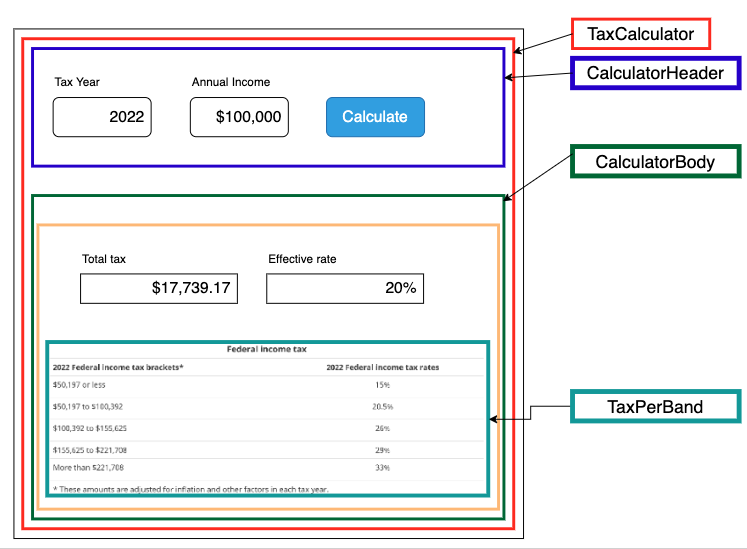 TaxCalculator
CalculatorHeader
Tax Year
Annual Income
2022
$100,000
Calculate
CalculatorBody
Total tax
Effective rate
$17,739.17
20%
Federal income tax
2022 Federal income tax brackets*
2022 Federal income tax rates
$50,197 or less
15%
$50,197 to $100,392
20.5%
$100,392 to $155,625
26%
$155,625 to $221,708
29%
More than $221,708
33%
* These amounts are adjusted for inflation and other factors in each tax year.
TaxPerBand